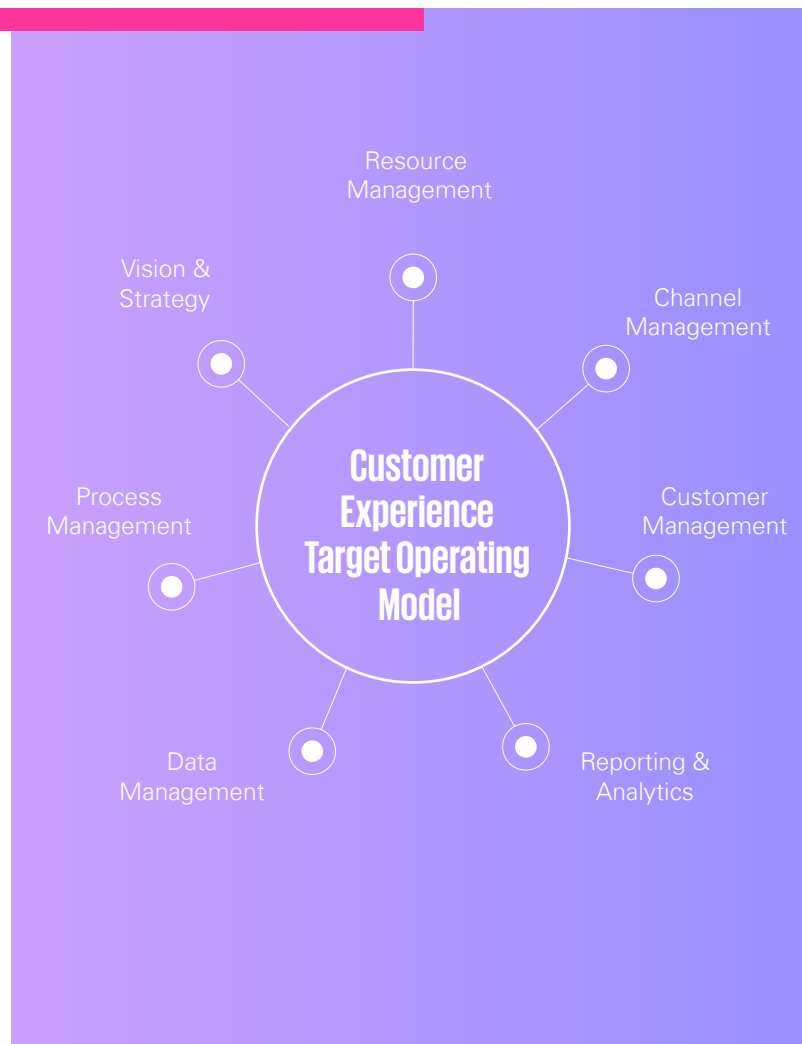 Resource
Management
Vision &
Strategy
Channel
Management
Customer
Experience
Target Operating
Model
Process
Management
Customer
Management
Data
Management
Reporting &
Analytics